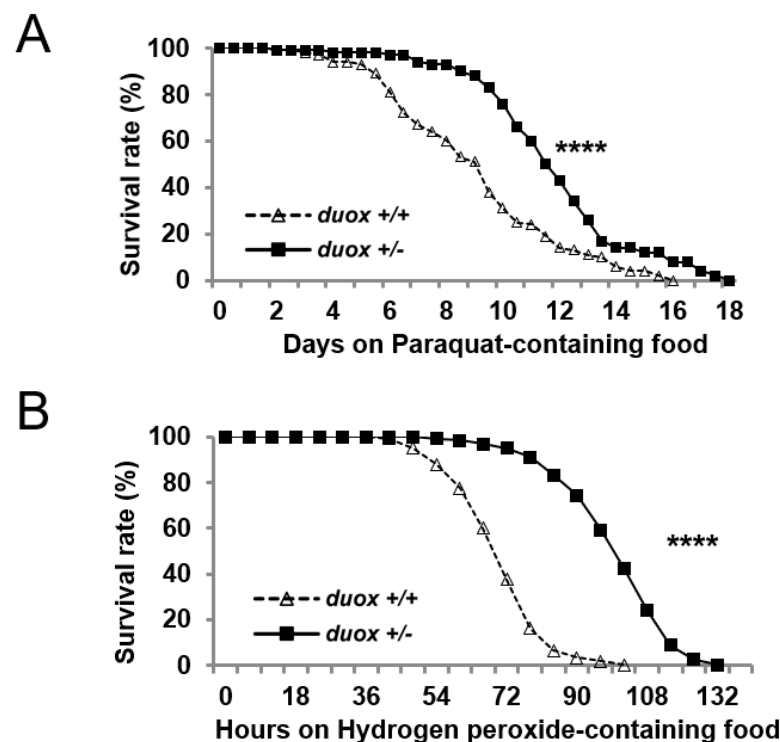 A
Survival rate (%)
100
80
60
40
20
0
****
duox +/+
duox +/-
0 2 4 6 8 10 12 14 16 18
Days on Paraquat-containing food
B
Survival rate (%)
100
80
60
40
20
0
****
duox +/+
duox +/-
0 18 36 54 72 90 108 132
Hours on Hydrogen peroxide-containing food